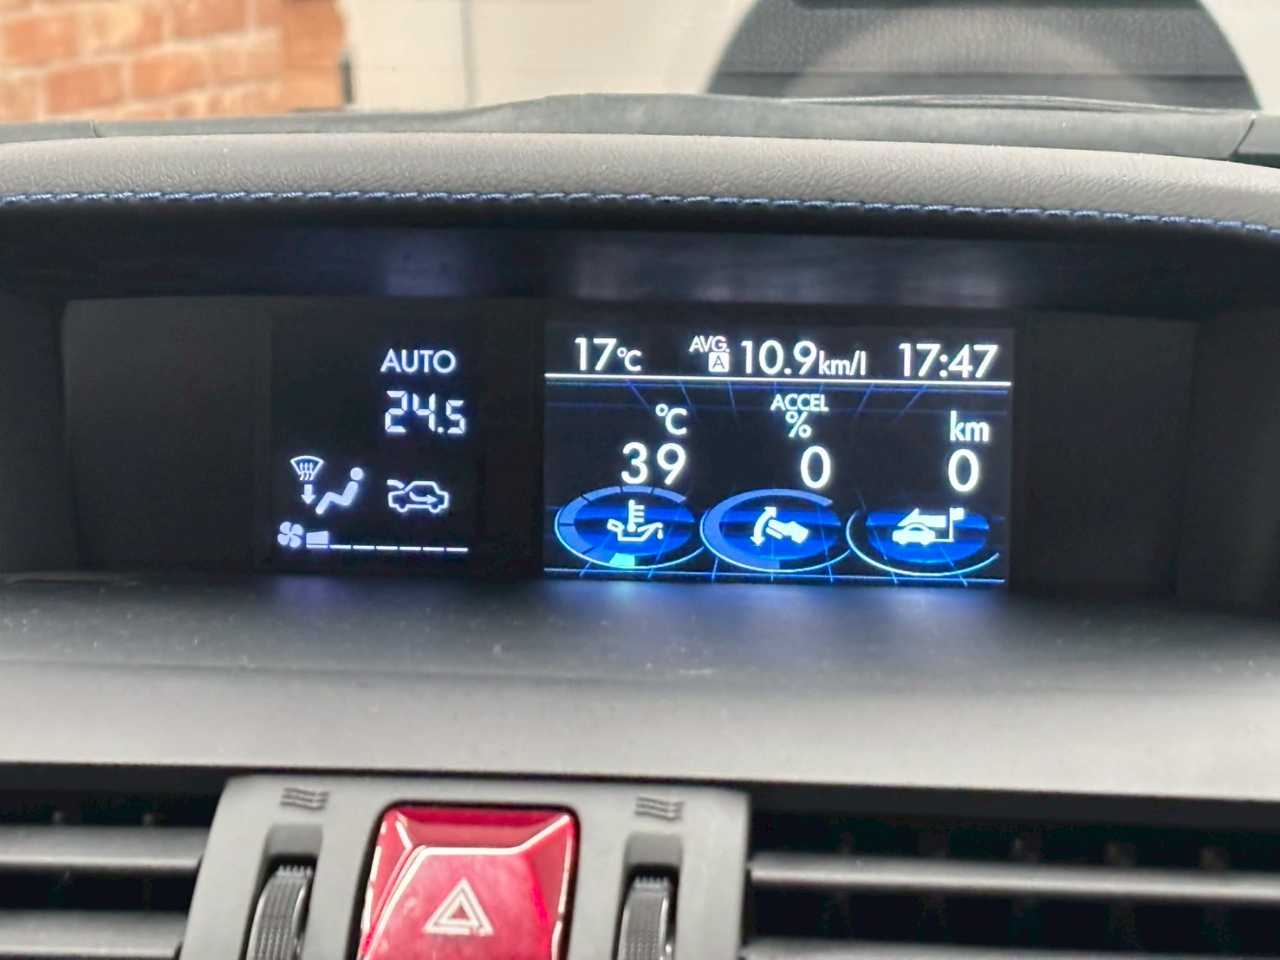 AUTO
24.5
17°C AVG. A 10.9km/l 17:47
°C ACCEL % km
39 0 0